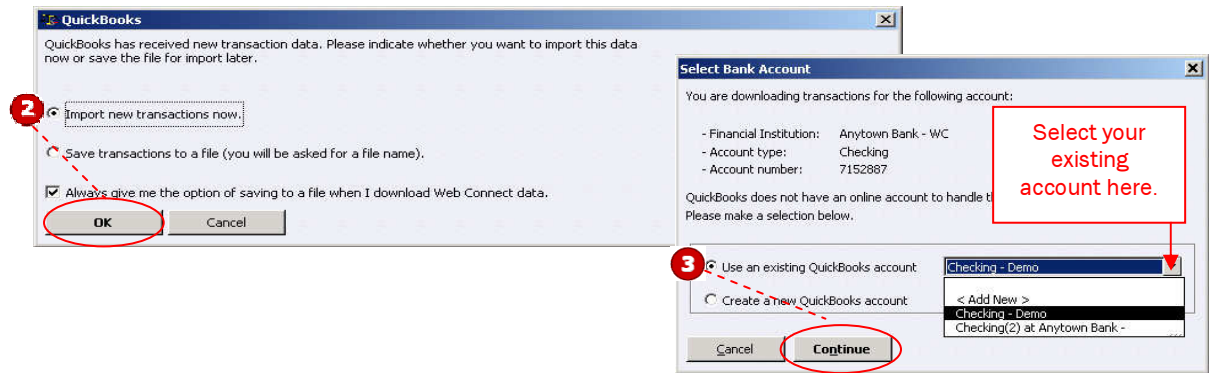 QuickBooks
QuickBooks has received new transaction data. Please indicate whether you want to import this data
now or save the file for import later.
2
Import new transactions now.
Save transactions to a file (you will be asked for a file name).
Always give me the option of saving to a file when I download Web Connect data.
OK Cancel
Select Bank Account
You are downloading transactions for the following account:
- Financial Institution: Anytown Bank - WC
- Account type: Checking
- Account number: 7152887
Select your
existing
account here.
QuickBooks does not have an online account to handle
Please make a selection below.
3
Use an existing QuickBooks account Checking - Demo
Create a new QuickBooks account
< Add New >
Checking - Demo
Checking(2) at Anytown Bank - ...
Cancel Continue